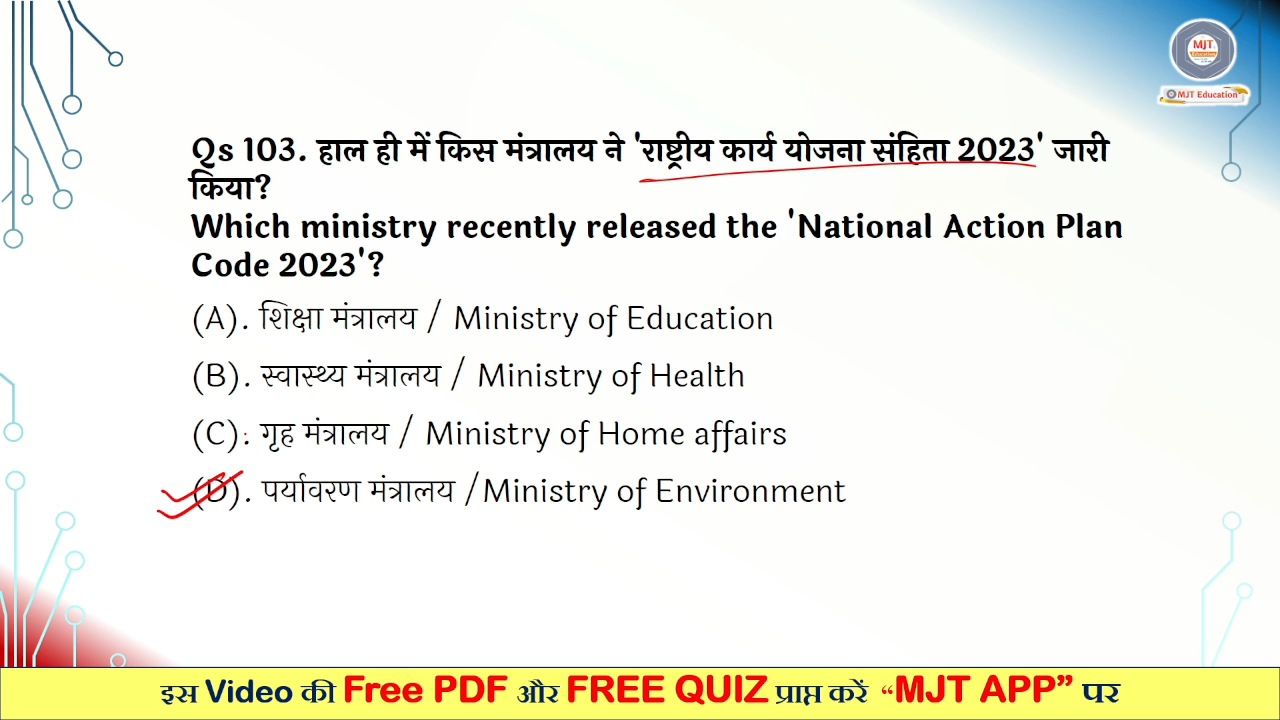 MJT
Education
MJT Education
Qs 103. हाल ही में किस मंत्रालय ने 'राष्ट्रीय कार्य योजना संहिता 2023' जारी
किया?
Which ministry recently released the 'National Action Plan
Code 2023'?
(A). शिक्षा मंत्रालय / Ministry of Education
(B). स्वास्थ्य मंत्रालय / Ministry of Health
(C). गृह मंत्रालय / Ministry of Home affairs
(D). पर्यावरण मंत्रालय /Ministry of Environment
इस Video की Free PDF और FREE QUIZ प्राप्त करें “MJT APP” पर